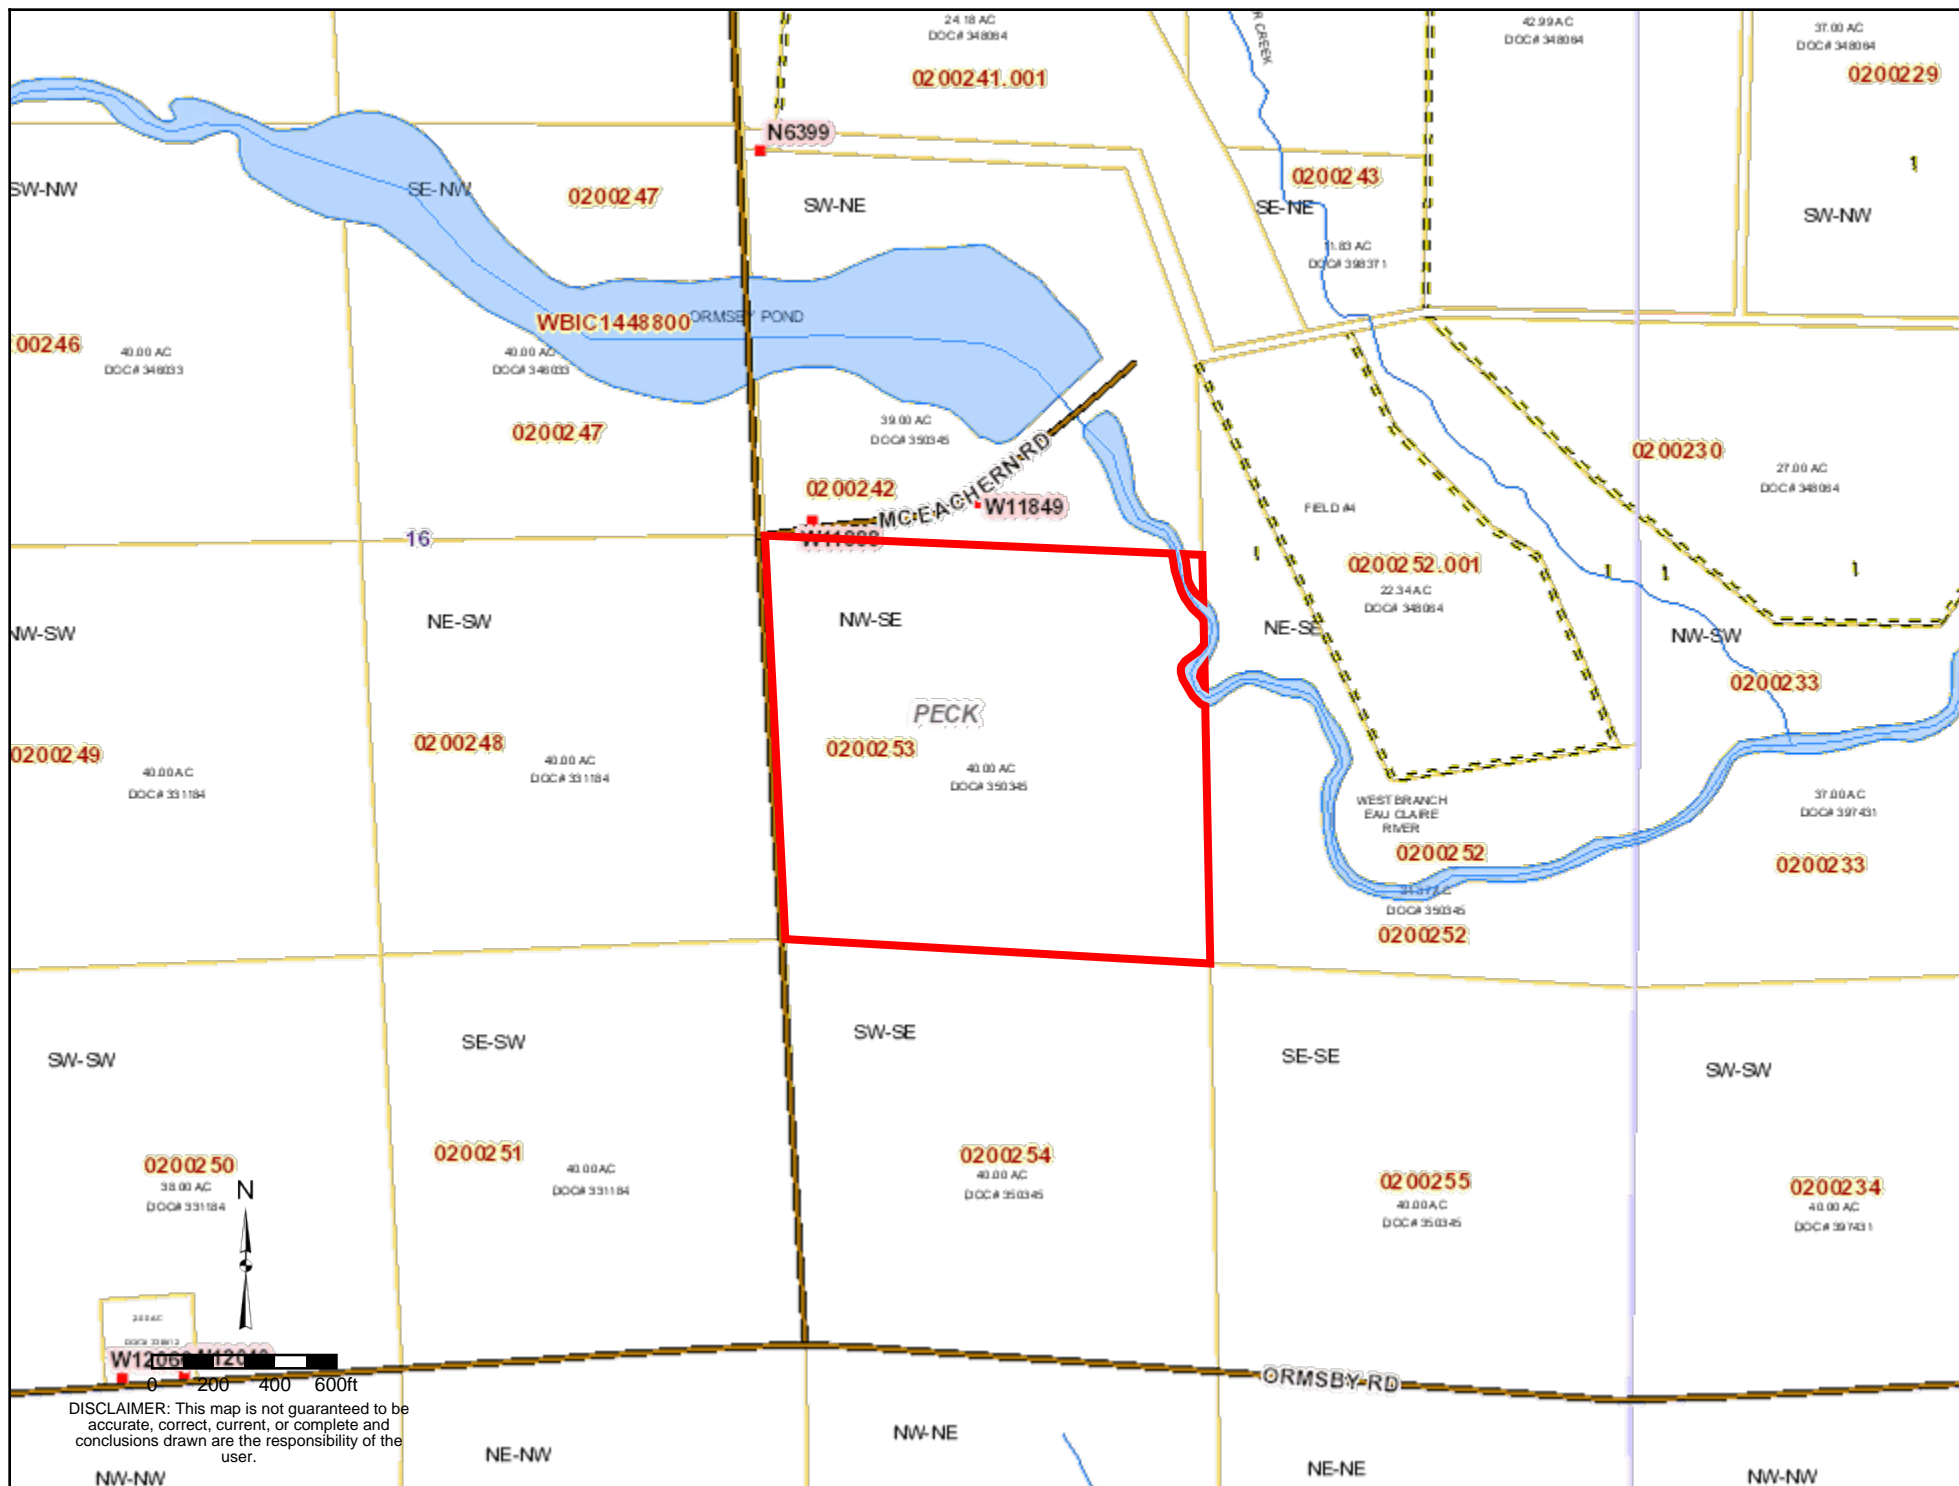 24.18 AC
DOC# 348064
0200241.001
R CREEK
42.99 AC
DOC# 348064
37.00 AC
DOC# 348064
0200229
N6399
SW-NW
SE-NW
0200247
SW-NE
0200243
SE-NE
11.83 AC
DOC# 398371
SW-NW
WBIC1448800
ORMSBY POND
00246
40.00 AC
DOC# 346033
40.00 AC
DOC# 346033
0200247
39.00 AC
DOC# 350345
0200242
MC EACHERN RD
W11849
0200230
27.00 AC
DOC# 348064
FIELD #4
16
0200252.001
22.34 AC
DOC# 348064
NW-SW
NE-SW
NW-SE
NE-SE
NW-SW
0200233
PECK
0200253
40.00 AC
DOC# 350345
0200249
40.00 AC
DOC# 331184
0200248
40.00 AC
DOC# 331184
WEST BRANCH
EAU CLAIRE
RIVER
0200252
DOC# 350345
0200252
37.00 AC
DOC# 397431
0200233
SW-SW
SE-SW
SW-SE
SE-SE
SW-SW
0200250
38.00 AC
DOC# 331184
0200251
40.00 AC
DOC# 331184
0200254
40.00 AC
DOC# 350345
0200255
40.00 AC
DOC# 350345
0200234
40.00 AC
DOC# 397431
N
0 200 400 600ft
ORMSBY RD
DISCLAIMER: This map is not guaranteed to be
accurate, correct, current, or complete and
conclusions drawn are the responsibility of the
user.
NW-NW
NE-NW
NW-NE
NE-NE
NW-NW